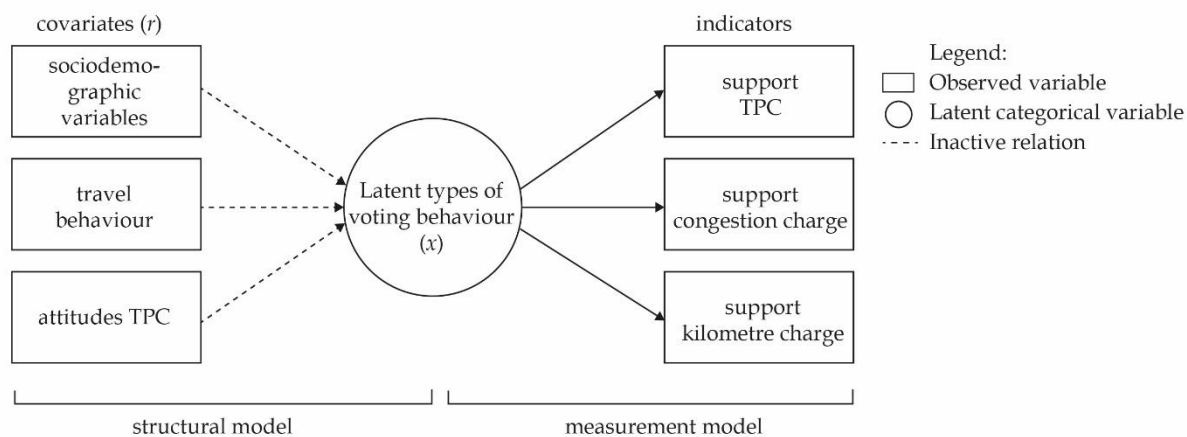 covariates (r)
sociodemo-
graphic
variables
travel
behaviour
attitudes TPC
Latent types of
voting behaviour
(x)
indicators
support
TPC
support
congestion charge
support
kilometre charge
Legend:
Observed variable
Latent categorical variable
Inactive relation
structural model
measurement model